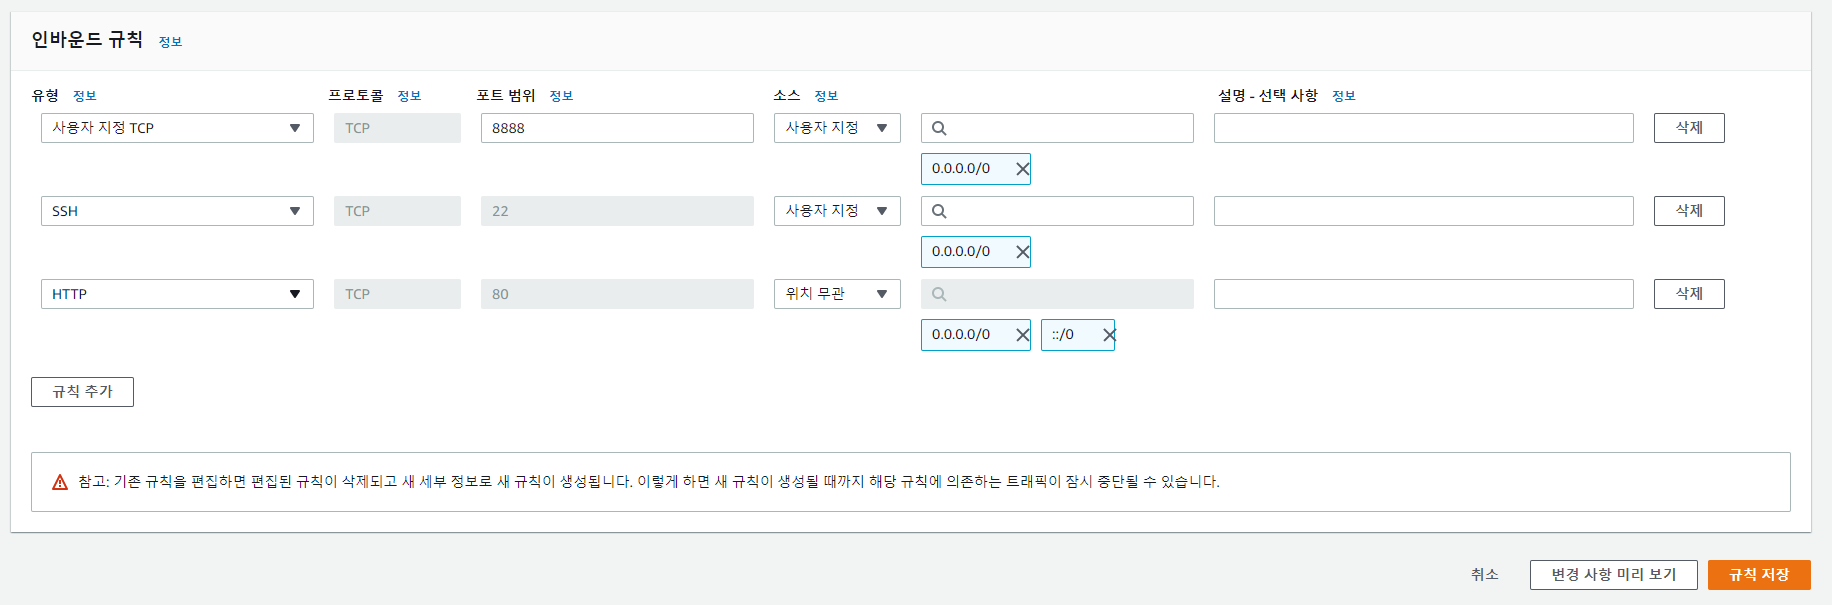 인바운드 규칙 정보
유형 정보 프로토콜 정보 포트 범위 정보 소스 정보 설명 - 선택 사항 정보
사용자 지정 TCP TCP 8888 사용자 지정 삭제
0.0.0.0/0
SSH TCP 22 사용자 지정 삭제
0.0.0.0/0
HTTP TCP 80 위치 무관 삭제
0.0.0.0/0 ::/0
규칙 추가
참고: 기존 규칙을 편집하면 편집된 규칙이 삭제되고 새 세부 정보로 새 규칙이 생성됩니다. 이렇게 하면 새 규칙이 생성될 때까지 해당 규칙에 의존하는 트래픽이 잠시 중단될 수 있습니다.
취소 변경 사항 미리 보기 규칙 저장